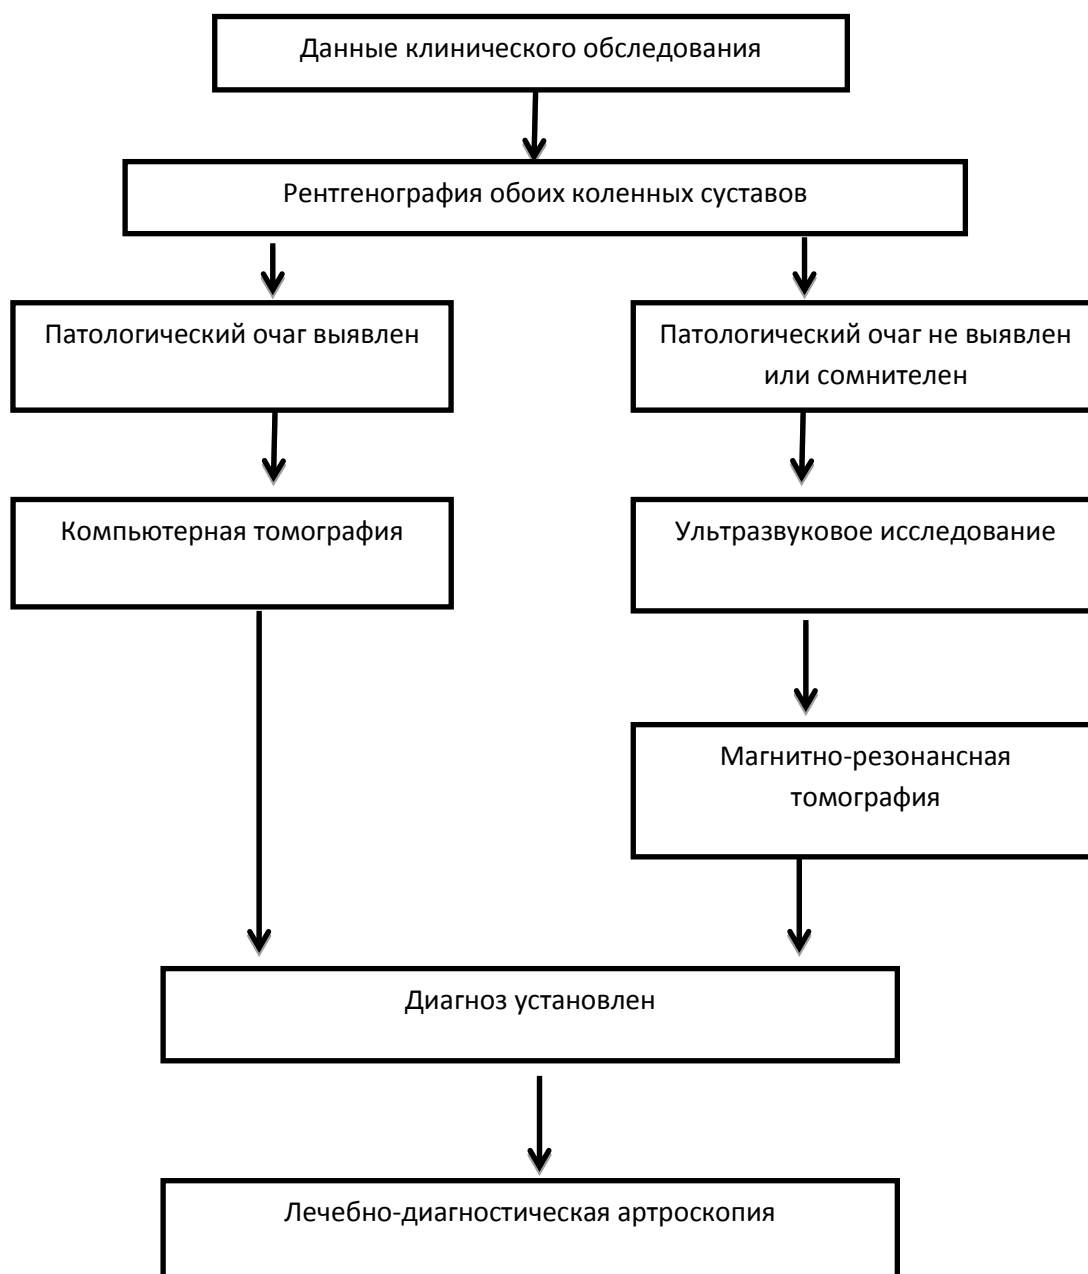 Данные клинического обследования
Рентгенография обоих коленных суставов
Патологический очаг выявлен
Патологический очаг не выявлен
или сомнителен
Компьютерная томография
Ультразвуковое исследование
Магнитно-резонансная
томография
Диагноз установлен
Лечебно-диагностическая артроскопия